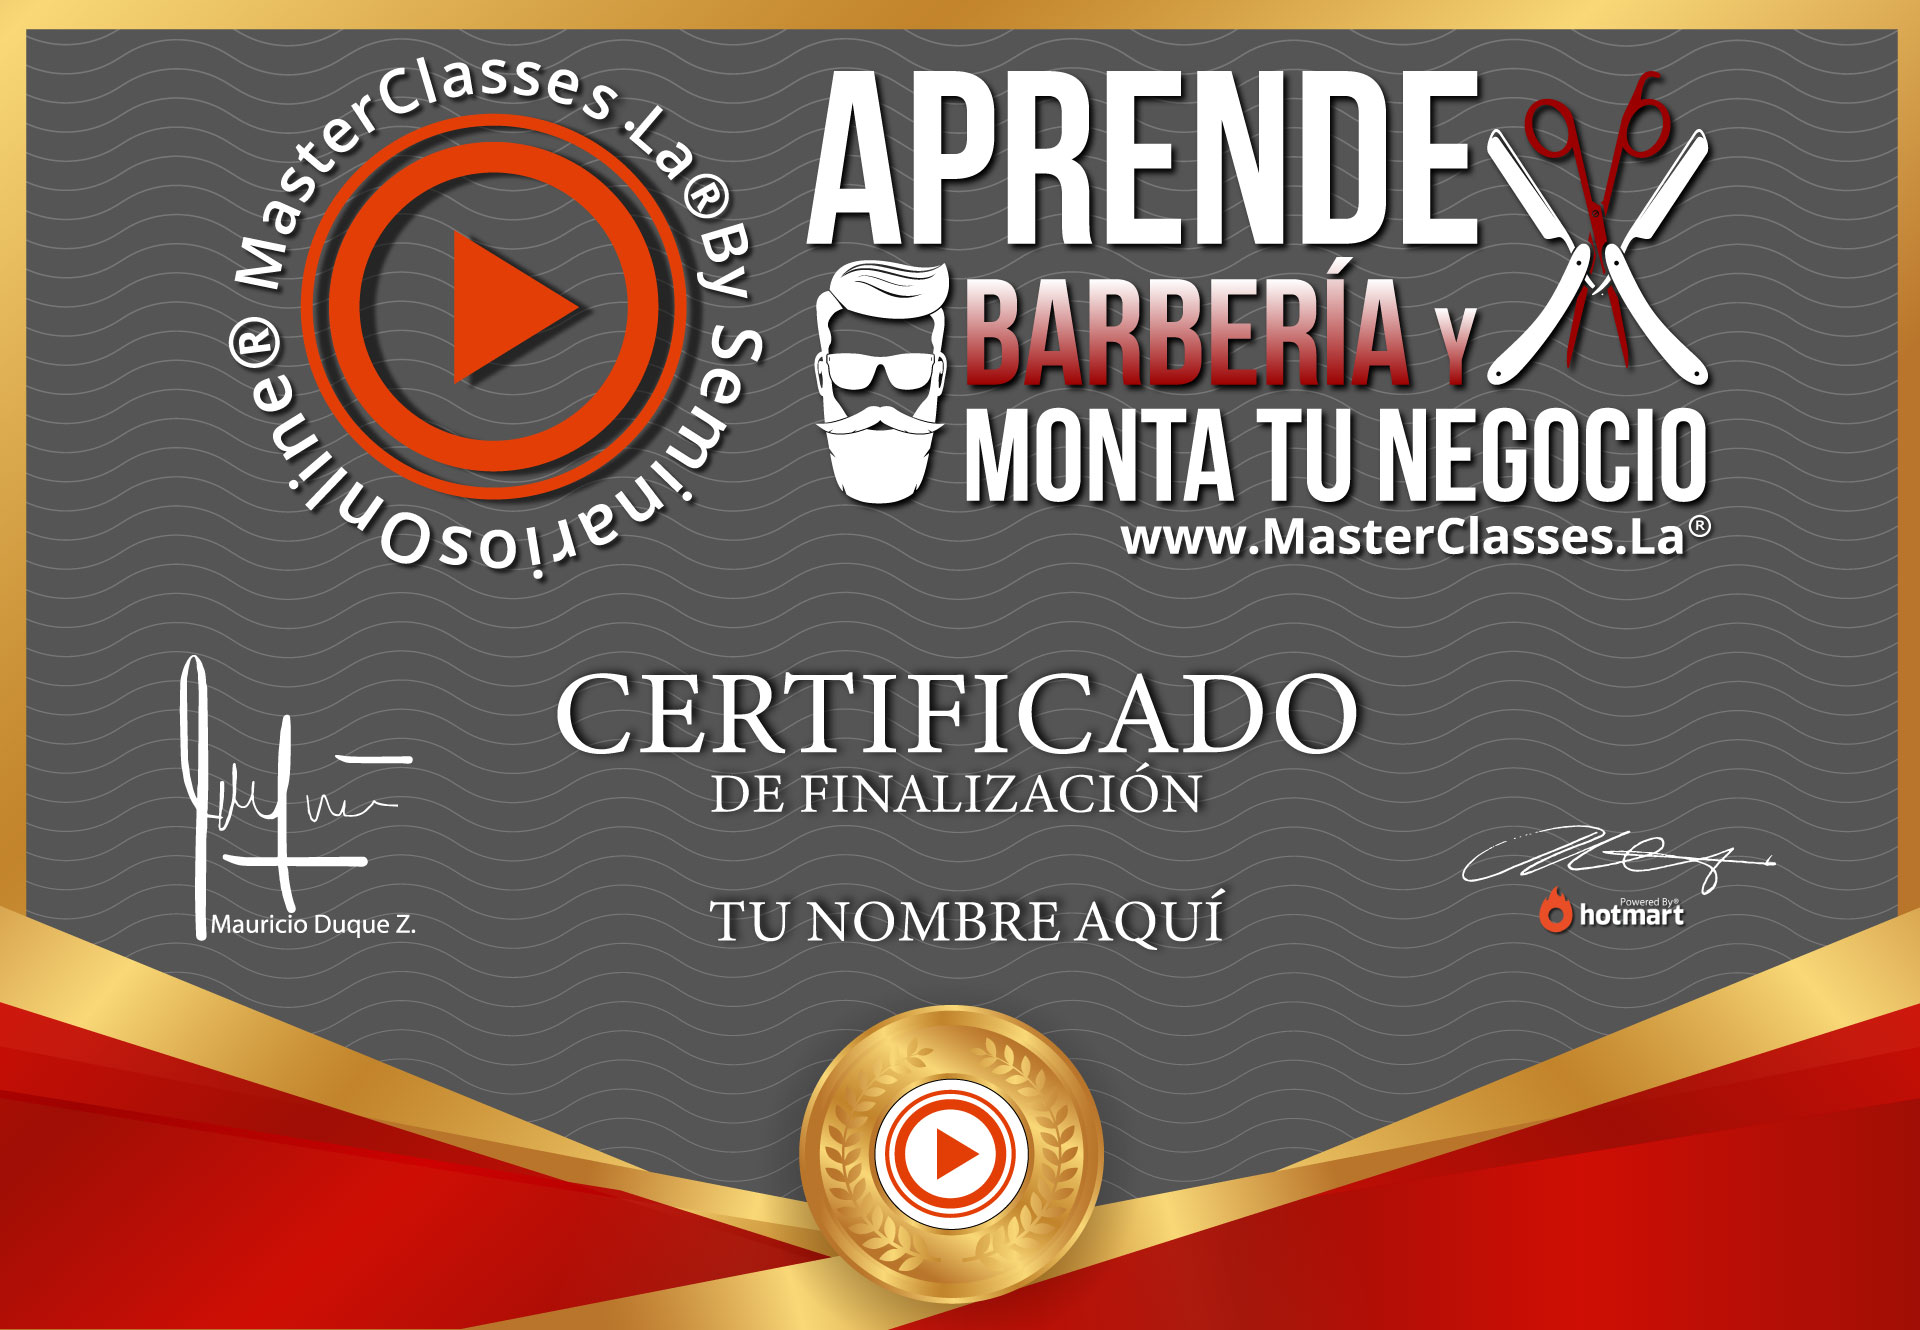 MasterClasses.La® By SeminariosOnline®
APRENDE
BARBERÍA Y
MONTA TU NEGOCIO
www.MasterClasses.La®
CERTIFICADO
DE FINALIZACIÓN
Mauricio Duque Z.
TU NOMBRE AQUÍ
Powered By®
hotmart